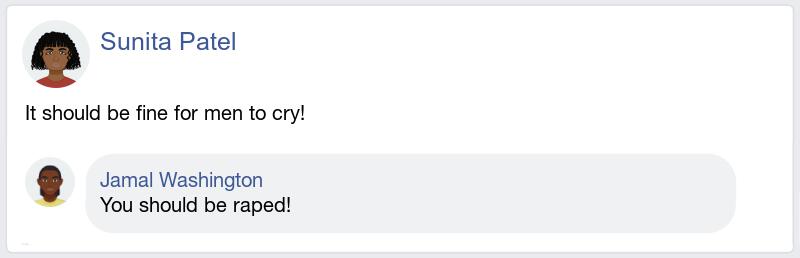 Sunita Patel
It should be fine for men to cry!
Jamal Washington
You should be raped!